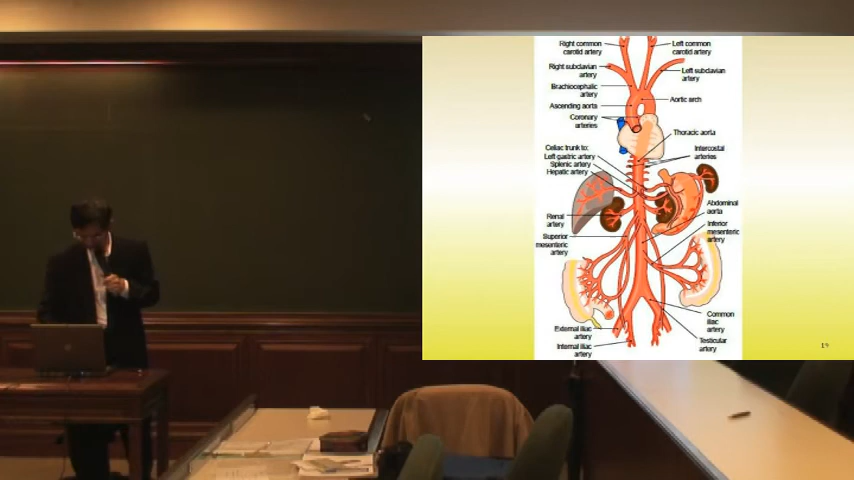 Right common
carotid artery
Left common
carotid artery
Right subclavian
artery
Left subclavian
artery
Brachiocephalic
artery
Aortic arch
Ascending aorta
Coronary
arteries
Thoracic aorta
Celiac trunk to:
Left gastric artery
Splenic artery
Hepatic artery
Intercostal
arteries
Abdominal
aorta
Renal
artery
Inferior
mesenteric
artery
Superior
mesenteric
artery
Common
iliac
artery
External iliac
artery
Testicular
artery
Internal iliac
artery